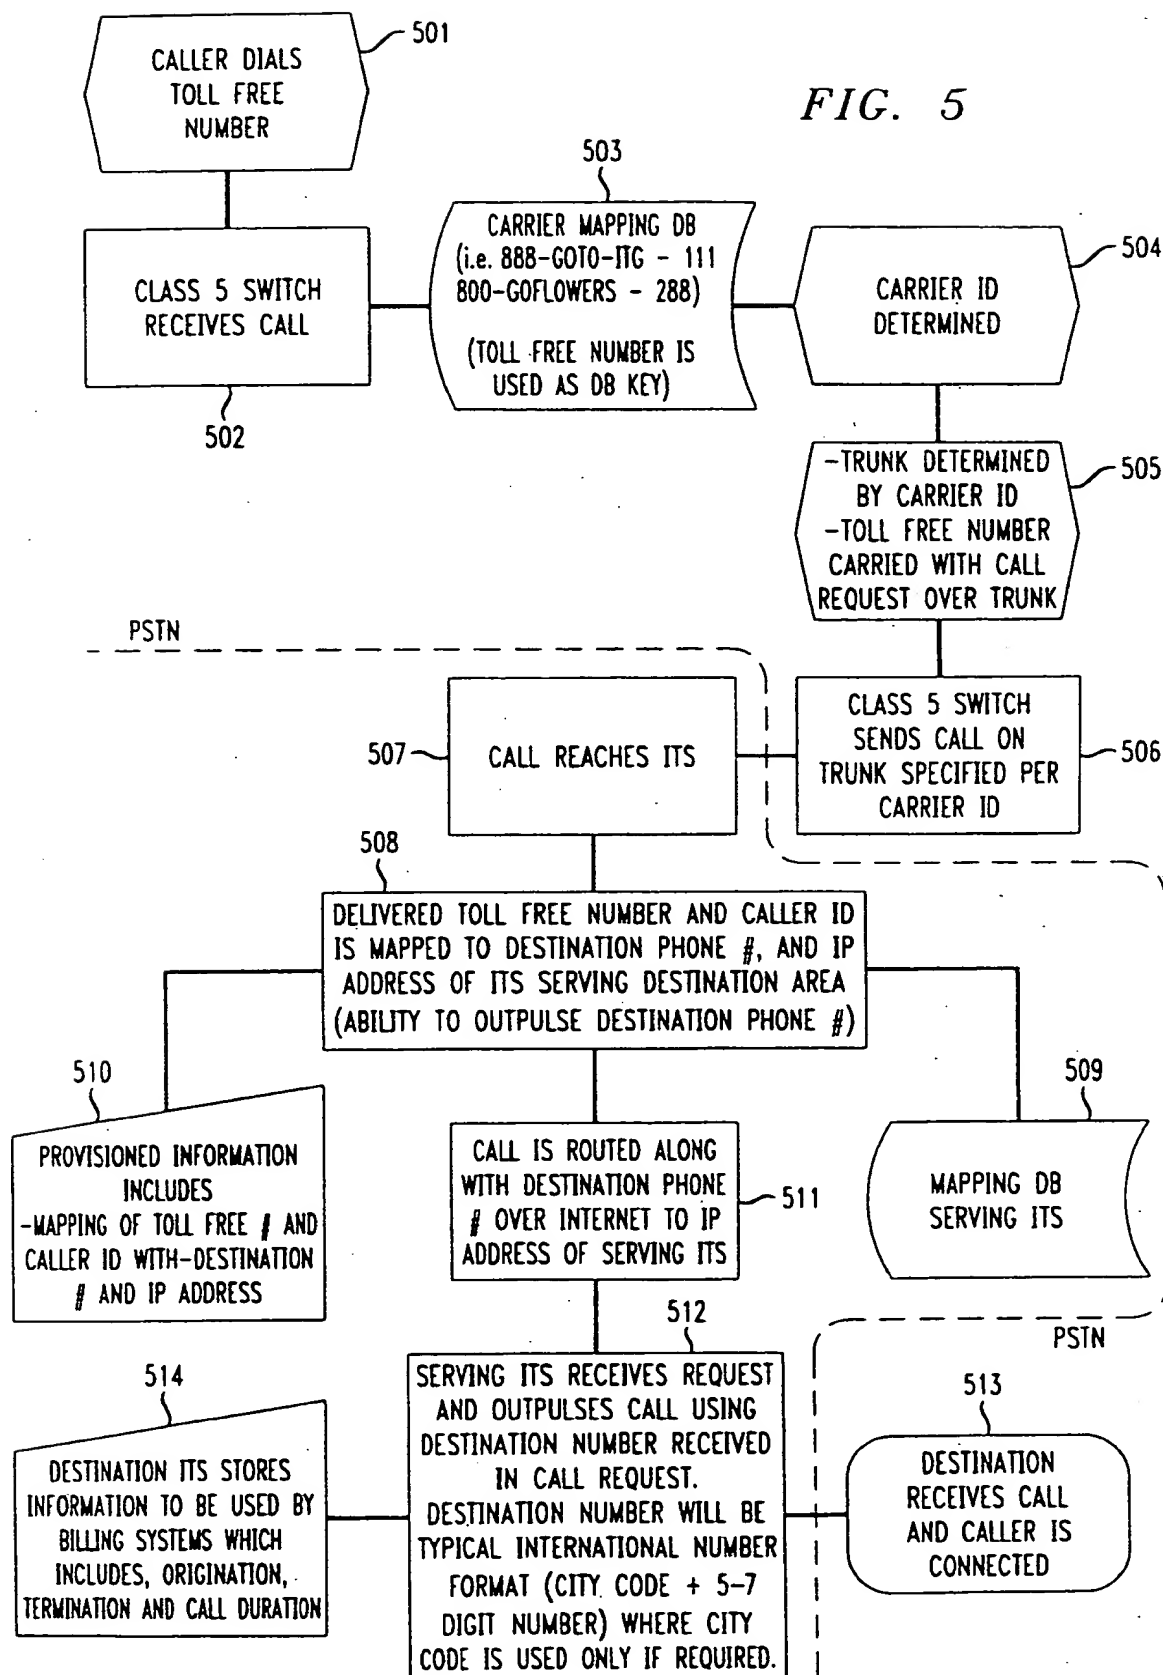 501
CALLER DIALS
TOLL FREE
NUMBER
FIG. 5
503
CLASS 5 SWITCH
RECEIVES CALL
502
CARRIER MAPPING DB
(i.e. 888-GOTO-ITG - 111
800-GOFLOWERS - 288)
(TOLL FREE NUMBER IS
USED AS DB KEY)
504
CARRIER ID
DETERMINED
505
-TRUNK DETERMINED
BY CARRIER ID
-TOLL FREE NUMBER
CARRIED WITH CALL
REQUEST OVER TRUNK
PSTN
507
CALL REACHES ITS
CLASS 5 SWITCH
SENDS CALL ON
TRUNK SPECIFIED PER
CARRIER ID
506
508
DELIVERED TOLL FREE NUMBER AND CALLER ID
IS MAPPED TO DESTINATION PHONE #, AND IP
ADDRESS OF ITS SERVING DESTINATION AREA
(ABILITY TO OUTPULSE DESTINATION PHONE #)
510
PROVISIONED INFORMATION
INCLUDES
-MAPPING OF TOLL FREE # AND
CALLER ID WITH-DESTINATION
# AND IP ADDRESS
CALL IS ROUTED ALONG
WITH DESTINATION PHONE
# OVER INTERNET TO IP
ADDRESS OF SERVING ITS
511
509
MAPPING DB
SERVING ITS
512
PSTN
514
DESTINATION ITS STORES
INFORMATION TO BE USED BY
BILLING SYSTEMS WHICH
INCLUDES, ORIGINATION,
TERMINATION AND CALL DURATION
SERVING ITS RECEIVES REQUEST
AND OUTPULSES CALL USING
DESTINATION NUMBER RECEIVED
IN CALL REQUEST.
DESTINATION NUMBER WILL BE
TYPICAL INTERNATIONAL NUMBER
FORMAT (CITY CODE + 5-7
DIGIT NUMBER) WHERE CITY
CODE IS USED ONLY IF REQUIRED.
513
DESTINATION
RECEIVES CALL
AND CALLER IS
CONNECTED